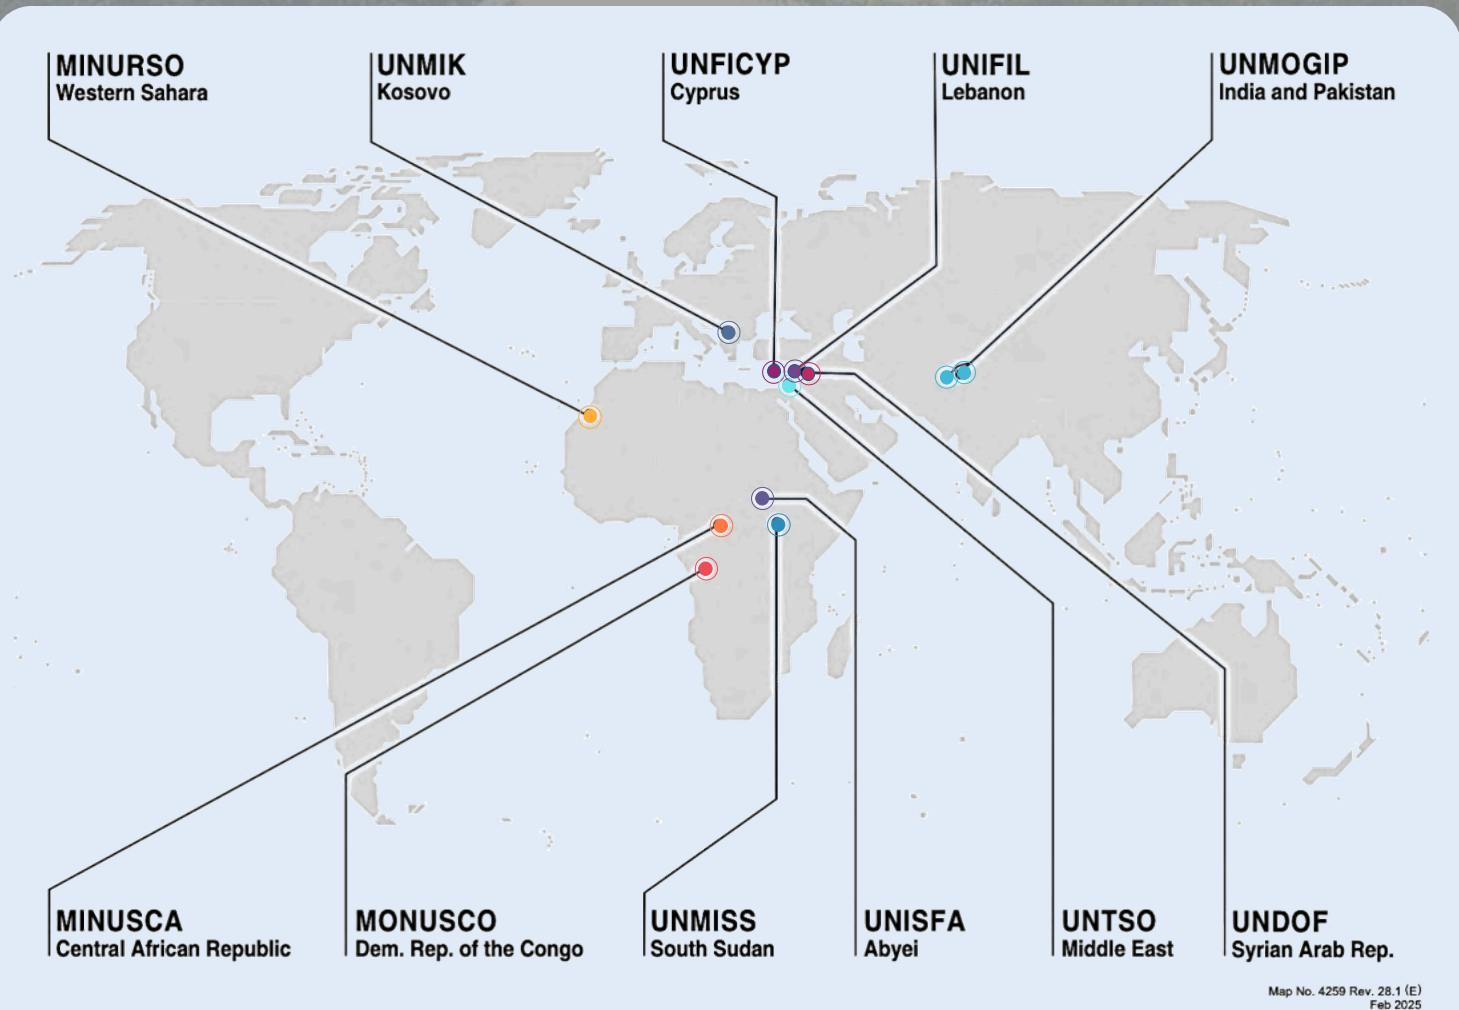 MINURSO
Western Sahara
UNMIK
Kosovo
UNFICYP
Cyprus
UNIFIL
Lebanon
UNMOGIP
India and Pakistan
MINUSCA
Central African Republic
MONUSCO
Dem. Rep. of the Congo
UNMISS
South Sudan
UNISFA
Abyei
UNTSO
Middle East
UNDOF
Syrian Arab Rep.
Map No. 4259 Rev. 28.1 (E)
Feb 2025